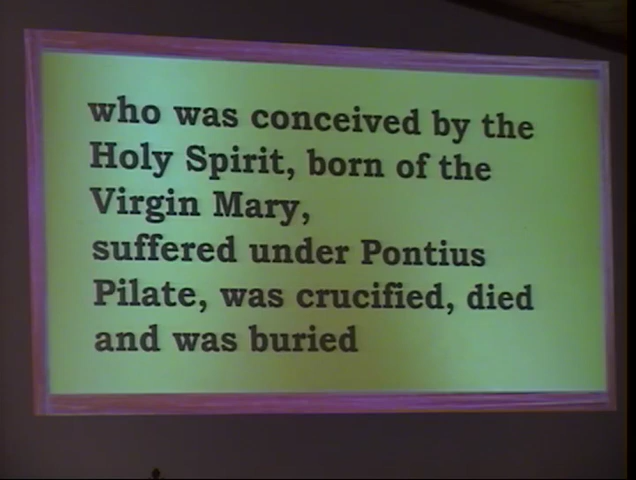 who was conceived by the
Holy Spirit, born of the
Virgin Mary,
suffered under Pontius
Pilate, was crucified, died
and was buried